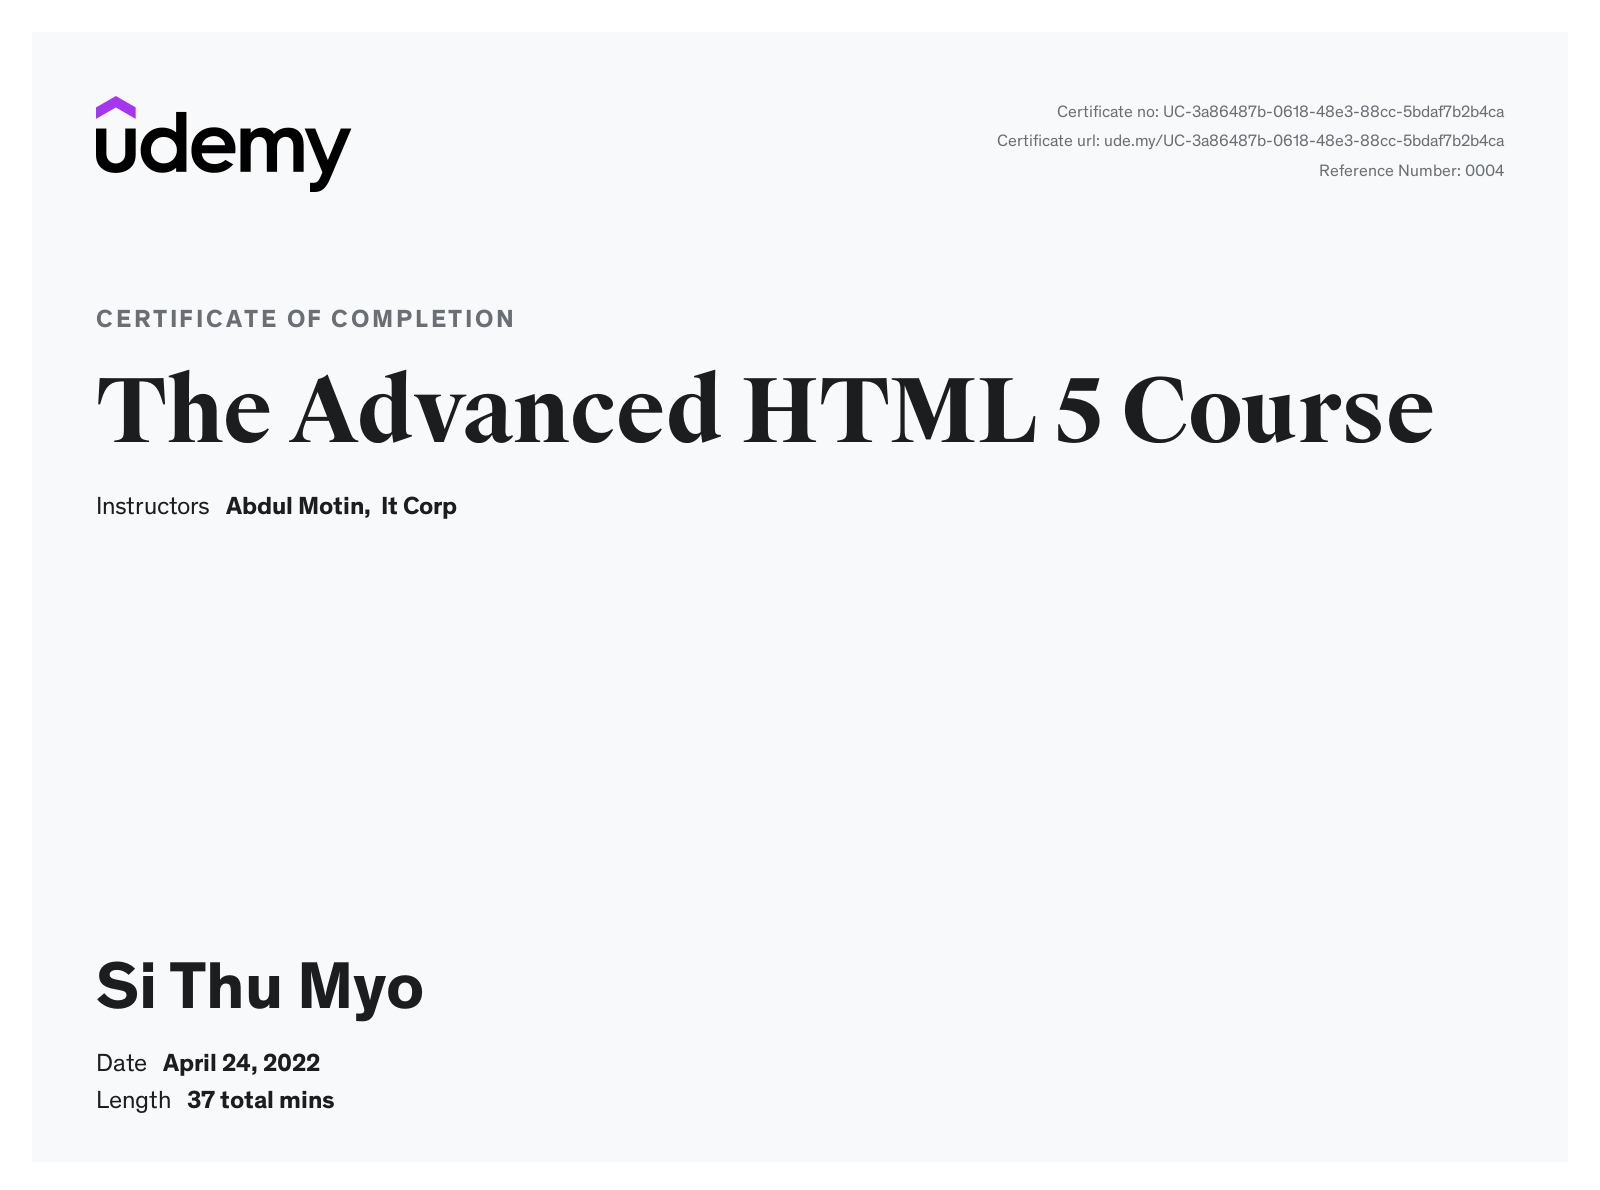 udemy
Certificate no: UC-3a86487b-0618-48e3-88cc-5bdaf7b2b4ca
Certificate url: ude.my/UC-3a86487b-0618-48e3-88cc-5bdaf7b2b4ca
Reference Number: 0004
CERTIFICATE OF COMPLETION
The Advanced HTML 5 Course
Instructors Abdul Motin, It Corp
Si Thu Myo
Date April 24, 2022
Length 37 total mins